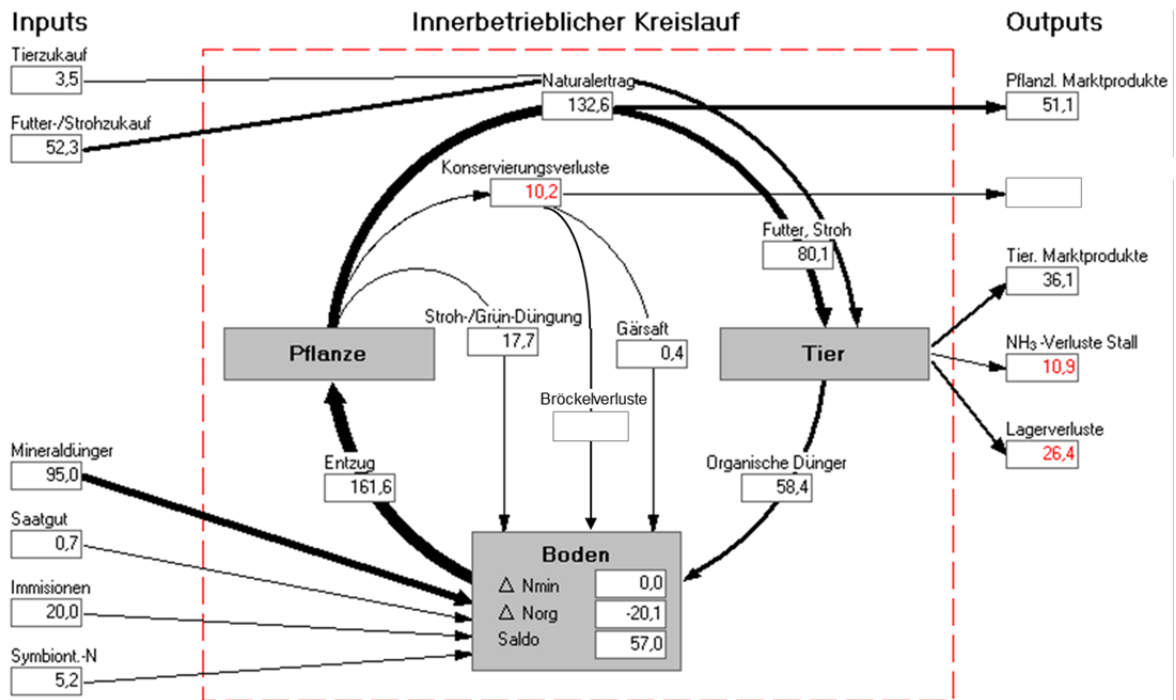 Inputs
Innerbetrieblicher Kreislauf
Outputs
Tierzukauf
3,5
Futter-/Strohzukauf
52,3
Naturalertrag
132,6
Pflanzl. Marktprodukte
51,1
Konservierungsverluste
10,2
Futter, Stroh
80,1
Tier. Marktprodukte
36,1
Stroh-/Grün-Düngung
17,7
Gärsaft
0,4
Pflanze
Tier
NH₃ -Verluste Stall
10,9
Bröckelverluste
Lagerverluste
26,4
Mineraldünger
95,0
Entzug
161,6
Organische Dünger
58,4
Saatgut
0,7
Immisionen
20,0
Symbiont.-N
5,2
Boden
△ Nmin 0,0
△ Norg -20,1
Saldo 57,0